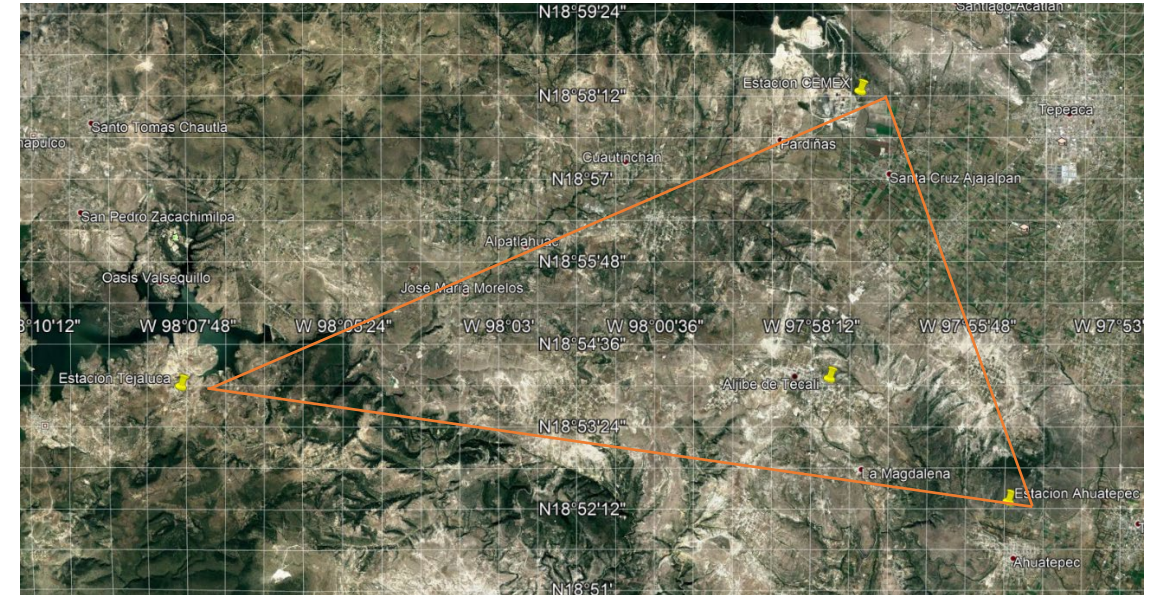 Santiago Acatlán
N18°59'24"
Estacion CEMEX
N18°58'12"
Tepeaca
Santo Tomas Chautla
Pardiñas
Cuautinchan
N18°57'
Santa Cruz Ajajalpan
San Pedro Zacachimilpa
Alpatlahuac
N18°55'48"
Oasis Valsequillo
José María Morelos
W 98°07'48"
W 98°05'24"
W 98°03'
W 98°00'36"
W 97°58'12"
W 97°55'48"
W 97°53'
N18°54'36"
Estacion Tejaluca
Aljibe de Tecali
N18°53'24"
La Magdalena
Estacion Ahuatepec
N18°52'12"
Ahuatepec
N18°51'